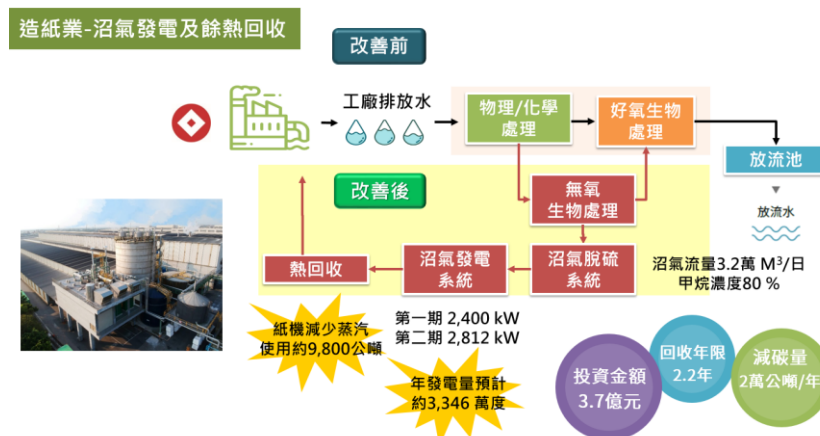 造紙業-沼氣發電及餘熱回收
改善前
工廠排放水
物理/化學
處理
好氧生物
處理
放流池
放流水
改善後
無氧
生物處理
熱回收
沼氣發電
系統
沼氣脫硫
系統
沼氣流量3.2萬 M³/日
甲烷濃度80 %
紙機減少蒸汽
使用約9,800公噸
第一期 2,400 kW
第二期 2,812 kW
年發電量預計
約3,346 萬度
投資金額
3.7億元
回收年限
2.2年
減碳量
2萬公噸/年